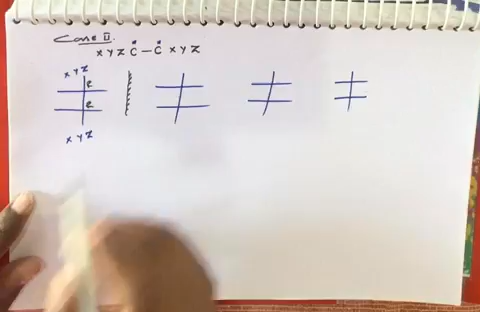 Case II.
x y z Ċ - Ċ x y z
x y z
R
R
x y z